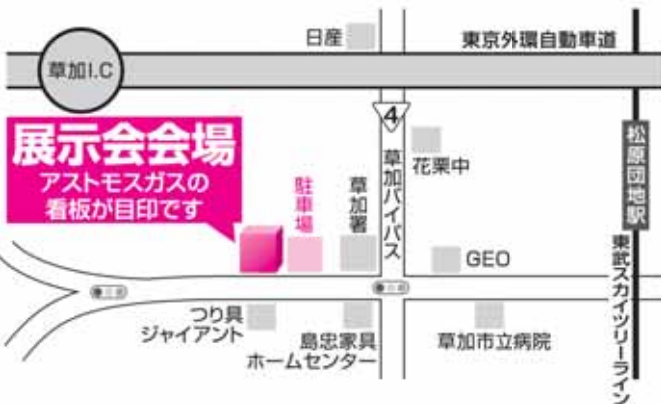 日産
東京外環自動車道
草加I.C
4
展示会会場
アストモスガスの
看板が目印です
駐車場
草加署
草加バイパス
花栗中
松原団地駅
GEO
東武スカイツリーライン
つり具
ジャイアント
島忠家具
ホームセンター
草加市立病院